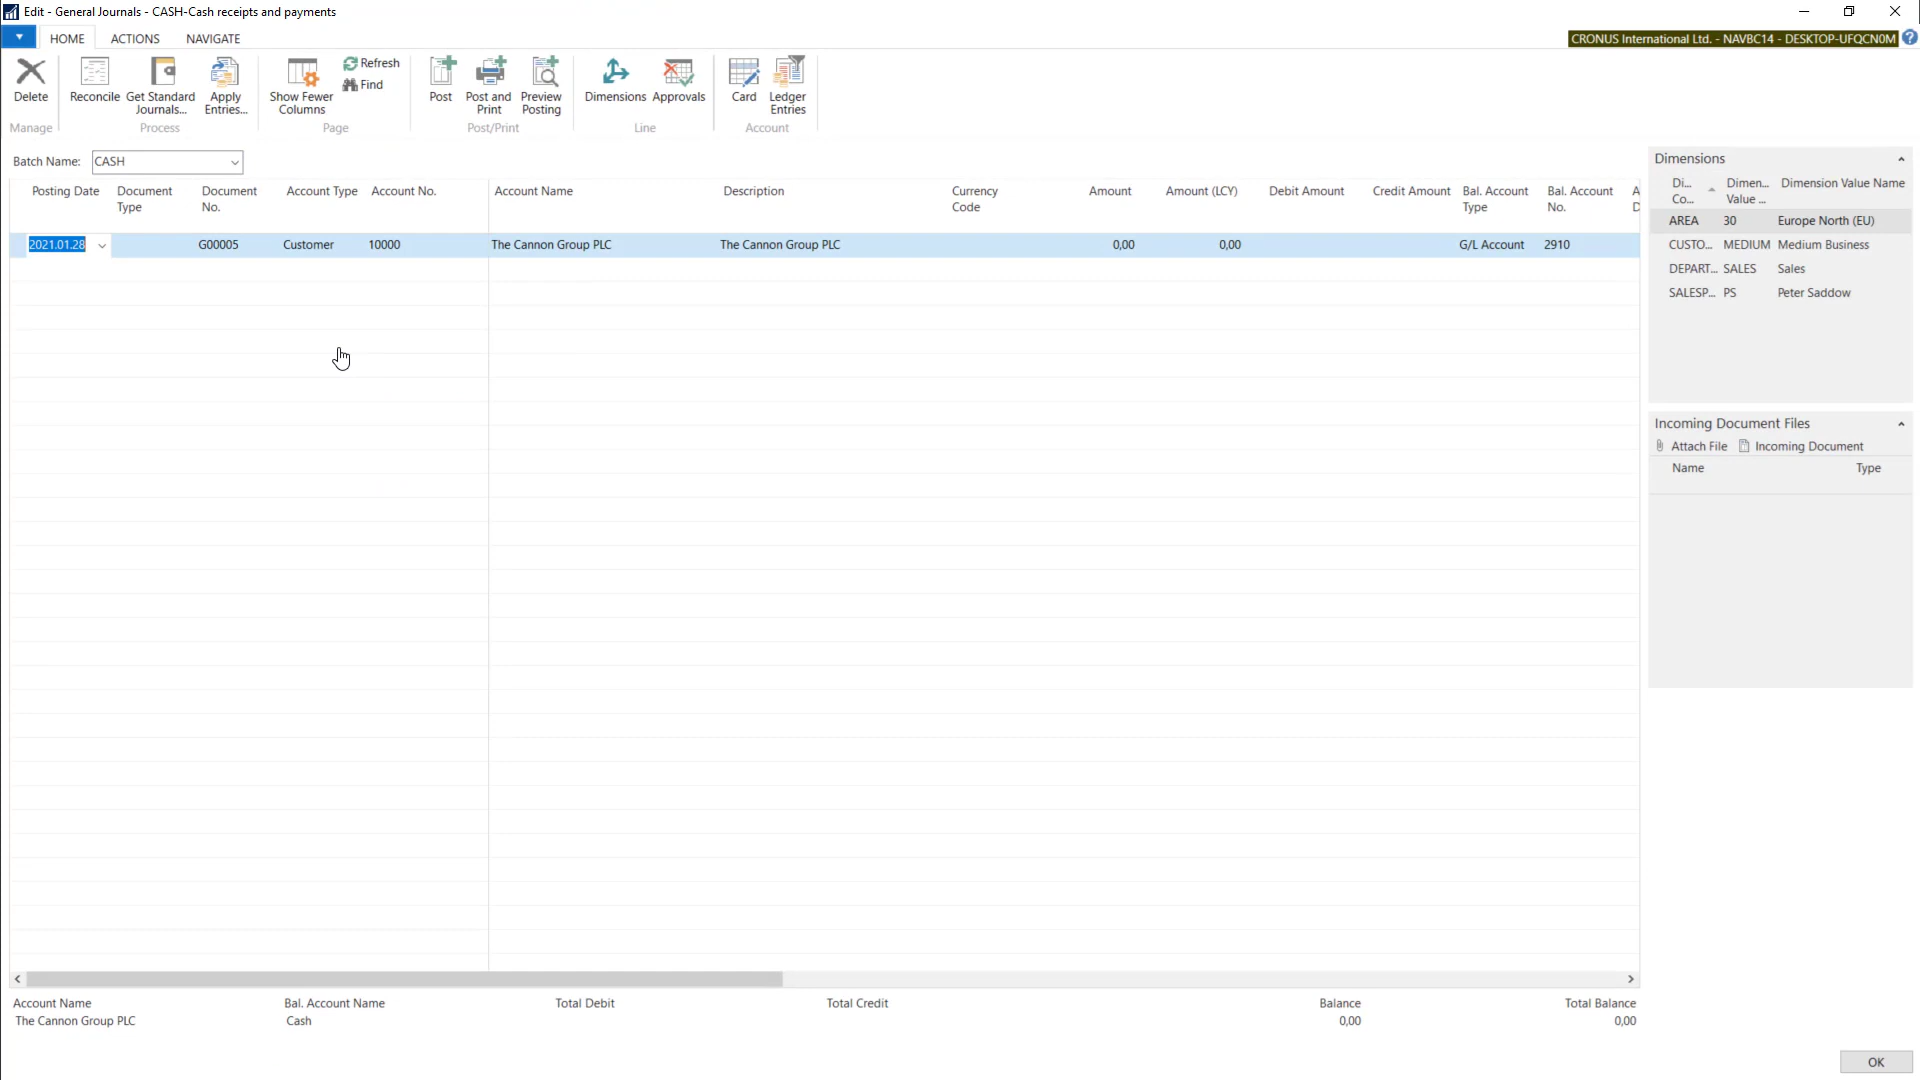 Edit - General Journals - CASH-Cash receipts and payments
HOME ACTIONS NAVIGATE
CRONUS International Ltd. - NAVBC14 - DESKTOP-UFQCN0M ?
Delete
Manage
Reconcile
Get Standard
Journals...
Apply
Entries...
Process
Show Fewer
Columns
Refresh
Find
Page
Post
Post and
Print
Preview
Posting
Post/Print
Dimensions
Approvals
Line
Card
Ledger
Entries
Account
Batch Name: CASH
Posting Date
Document
Type
Document
No.
Account Type
Account No.
Account Name
Description
Currency
Code
Amount
Amount (LCY)
Debit Amount
Credit Amount
Bal. Account
Type
Bal. Account
No.
A
D
2021.01.28 G00005 Customer 10000 The Cannon Group PLC The Cannon Group PLC 0,00 0,00 G/L Account 2910
Dimensions
Di...
Co...
Dimen...
Value ...
Dimension Value Name
AREA 30 Europe North (EU)
CUSTO... MEDIUM Medium Business
DEPART... SALES Sales
SALESP... PS Peter Saddow
Incoming Document Files
Attach File Incoming Document
Name Type
Account Name Bal. Account Name Total Debit Total Credit Balance Total Balance
The Cannon Group PLC Cash 0,00 0,00
OK